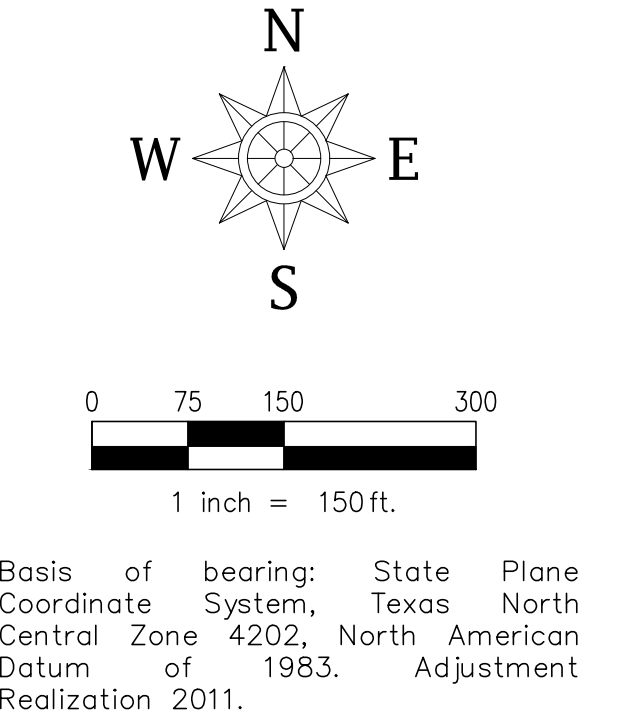 N
W E
S
0 75 150 300
1 inch = 150 ft.
Basis of bearing: State Plane
Coordinate System, Texas North
Central Zone 4202, North American
Datum of 1983. Adjustment
Realization 2011.